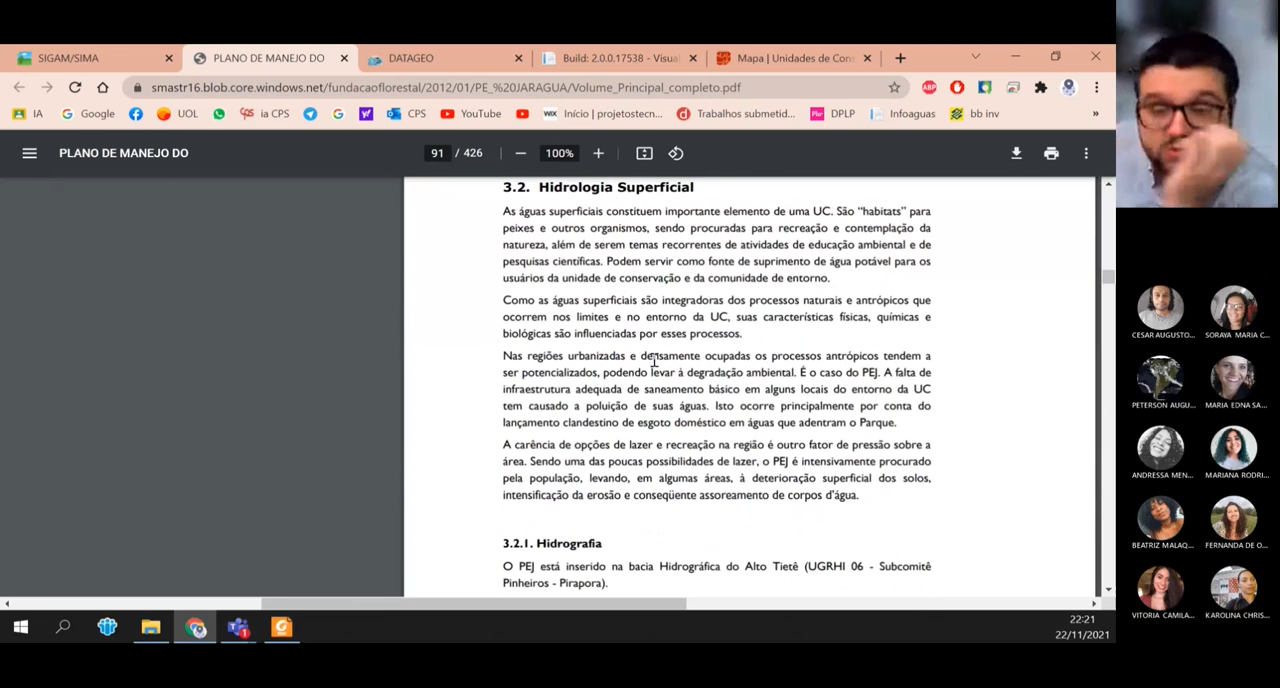 SIGAM/SIMA
PLANO DE MANEJO DO
DATAGEO
Build: 2.0.0.17538 - Visual
Mapa | Unidades de Con
smastr16.blob.core.windows.net/fundacaoflorestal/2012/01/PE_%20JARAGUA/Volume_Principal_completo.pdf
ABP
IA
Google
UOL
ia CPS
CPS
YouTube
WIX
Início | projetostecn...
Trabalhos submetid...
DPLP
Infoaguas
bb inv
»
PLANO DE MANEJO DO
91 / 426
100%
3.2. Hidrologia Superficial
As águas superficiais constituem importante elemento de uma UC. São “habitats” para
peixes e outros organismos, sendo procuradas para recreação e contemplação da
natureza, além de serem temas recorrentes de atividades de educação ambiental e de
pesquisas científicas. Podem servir como fonte de suprimento de água potável para os
usuários da unidade de conservação e da comunidade de entorno.
Como as águas superficiais são integradoras dos processos naturais e antrópicos que
ocorrem nos limites e no entorno da UC, suas características físicas, químicas e
biológicas são influenciadas por esses processos.
Nas regiões urbanizadas e densamente ocupadas os processos antrópicos tendem a
ser potencializados, podendo levar à degradação ambiental. É o caso do PEJ. A falta de
infraestrutura adequada de saneamento básico em alguns locais do entorno da UC
tem causado a poluição de suas águas. Isto ocorre principalmente por conta do
lançamento clandestino de esgoto doméstico em águas que adentram o Parque.
A carência de opções de lazer e recreação na região é outro fator de pressão sobre a
área. Sendo uma das poucas possibilidades de lazer, o PEJ é intensivamente procurado
pela população, levando, em algumas áreas, à deterioração superficial dos solos,
intensificação da erosão e conseqüente assoreamento de corpos d’água.
3.2.1. Hidrografia
O PEJ está inserido na bacia Hidrográfica do Alto Tietê (UGRHI 06 - Subcomitê
Pinheiros - Pirapora).
CESAR AUGUSTO...
SORAYA MARIA C...
PETERSON AUGU...
MARIA EDNA SA...
ANDRESSA MEN...
MARIANA RODRI...
BEATRIZ MALAQ...
FERNANDA DE O...
VITORIA CAMILA...
KAROLINA CHRIS...
22:21
22/11/2021